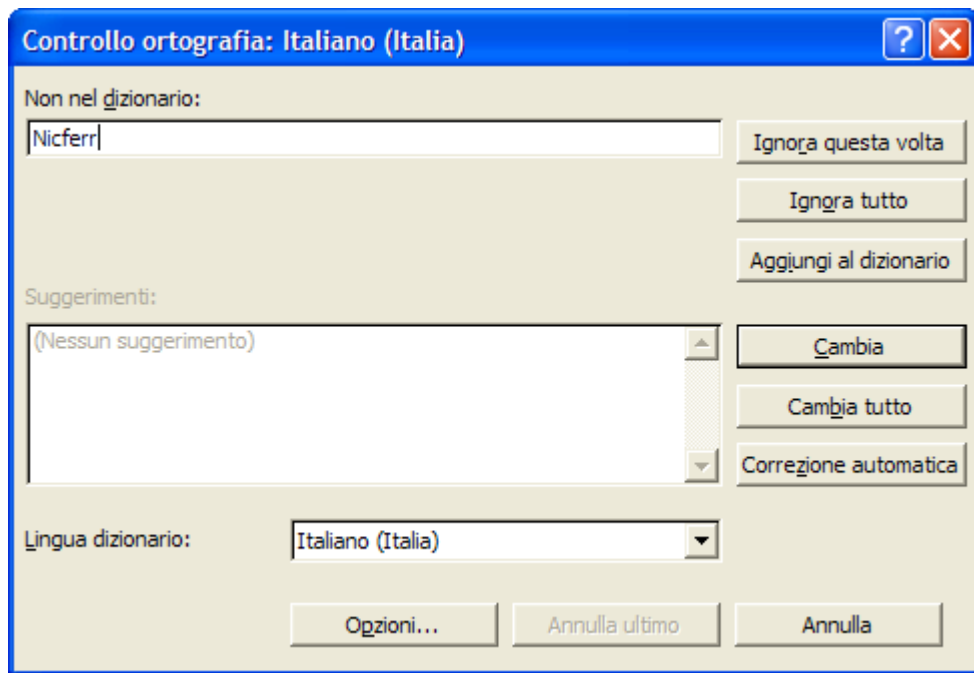 Controllo ortografia: Italiano (Italia)
?
Non nel dizionario:
Nicferr
Ignora questa volta
Ignora tutto
Aggiungi al dizionario
Suggerimenti:
(Nessun suggerimento)
Cambia
Cambia tutto
Correzione automatica
Lingua dizionario:
Italiano (Italia)
Opzioni...
Annulla ultimo
Annulla